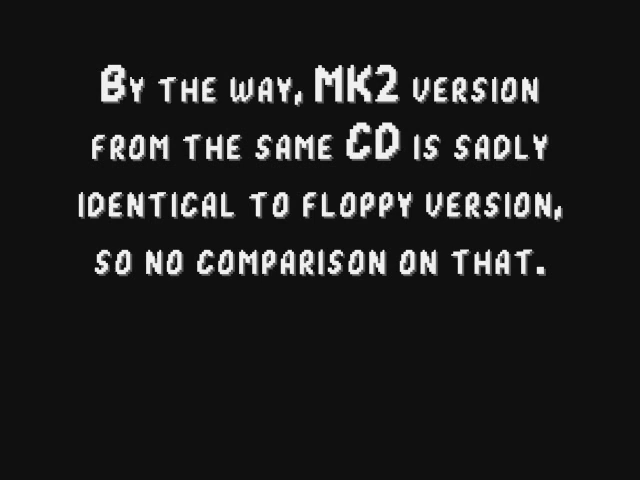 By the way, MK2 version
from the same CD is sadly
identical to floppy version,
so no comparison on that.